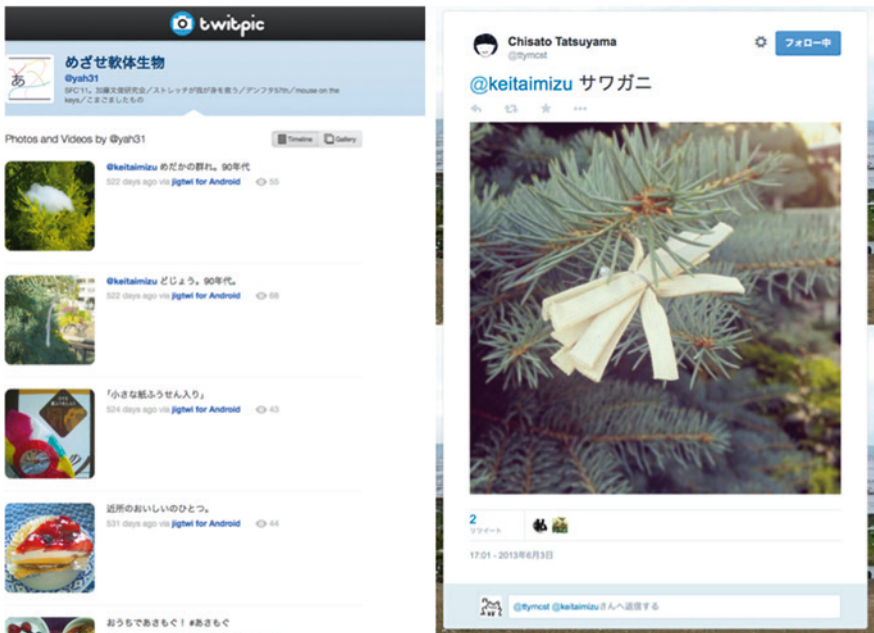 twitpic
めざせ軟体生物
@yah31
SFC'11。加藤文俊研究会／ストレッチが我が身を救う／デンフタ57th／mouse on the
keys／こまごましたもの
Photos and Videos by @yah31
Timeline Gallery
@keitaimizu めだかの群れ。90年代
522 days ago via jigtwi for Android 55
@keitaimizu どじょう。90年代。
522 days ago via jigtwi for Android 68
「小さな紙ふうせん入り」
524 days ago via jigtwi for Android 43
近所のおいしいのひとつ。
531 days ago via jigtwi for Android 44
おうちであさもぐ！ #あさもぐ
Chisato Tatsuyama
@ttymcst
フォロー中
@keitaimizu サワガニ
2
リツイート
17:01 - 2013年6月3日
@ttymcst @keitaimizu さんへ返信する